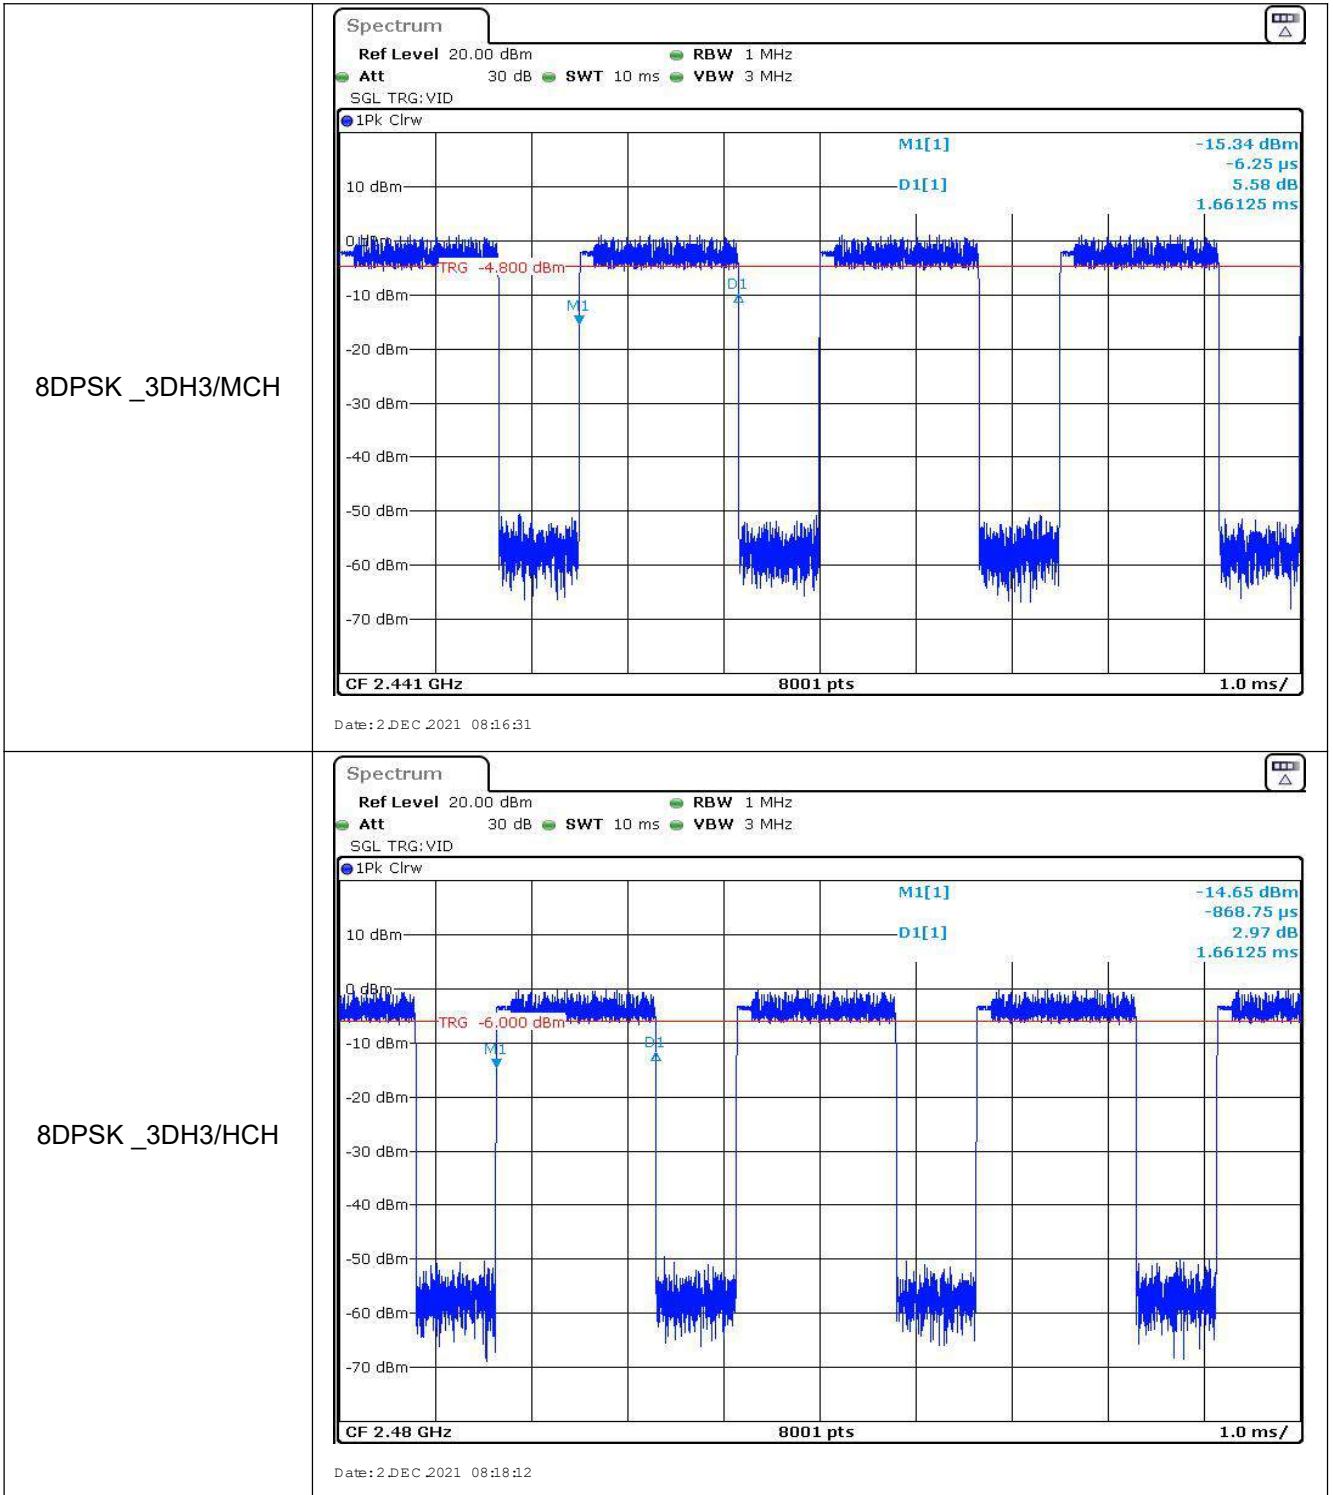 8DPSK _3DH3/MCH
Spectrum
Ref Level 20.00 dBm RBW 1 MHz
Att 30 dB SWT 10 ms VBW 3 MHz
SGL TRG:VID
1Pk Clrw
M1[1] -15.34 dBm
-6.25 µs
10 dBm D1[1] 5.58 dB
1.66125 ms
0 dBm
TRG -4.800 dBm
D1
-10 dBm
M1
-20 dBm
-30 dBm
-40 dBm
-50 dBm
-60 dBm
-70 dBm
CF 2.441 GHz 8001 pts 1.0 ms/
Date: 2.DEC.2021 08:16:31
8DPSK _3DH3/HCH
Spectrum
Ref Level 20.00 dBm RBW 1 MHz
Att 30 dB SWT 10 ms VBW 3 MHz
SGL TRG:VID
1Pk Clrw
M1[1] -14.65 dBm
-868.75 µs
10 dBm D1[1] 2.97 dB
1.66125 ms
0 dBm
TRG -6.000 dBm
-10 dBm M1 D1
-20 dBm
-30 dBm
-40 dBm
-50 dBm
-60 dBm
-70 dBm
CF 2.48 GHz 8001 pts 1.0 ms/
Date: 2.DEC.2021 08:18:12